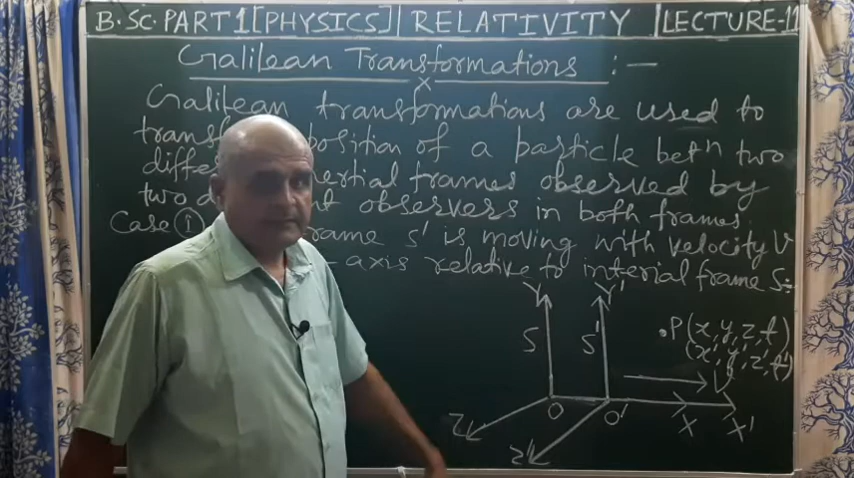 B.SC. PART 1 [PHYSICS] | RELATIVITY | LECTURE-11
Galilean Transformations :-
Galilean transformations are used to
position of a particle betn two
inertial frames observed by
two observers in both frames
Case ① frame S' is moving with velocity V
-axis relative to interial frame S:-
Y Y'
S S' .P(x, y, z, t)
(x', y', z', t')
V
O O' X X'
Z Z'